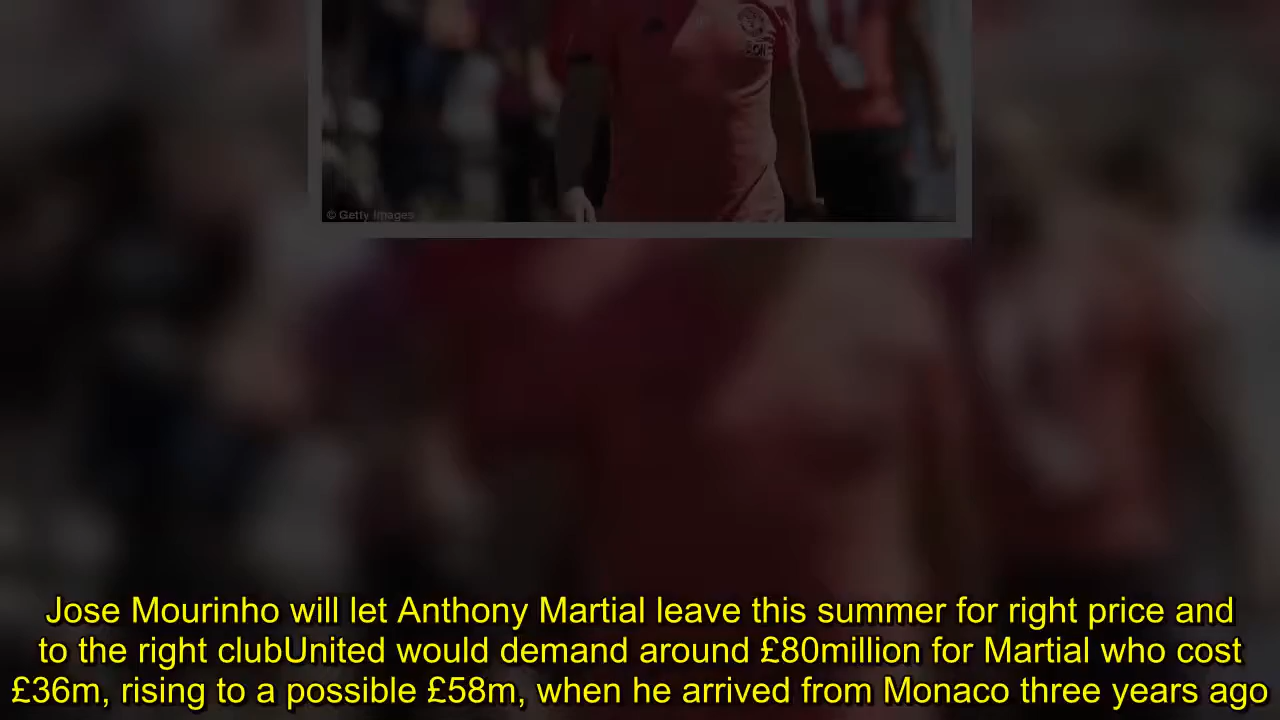 © Getty Images
Jose Mourinho will let Anthony Martial leave this summer for right price and
to the right clubUnited would demand around £80million for Martial who cost
£36m, rising to a possible £58m, when he arrived from Monaco three years ago